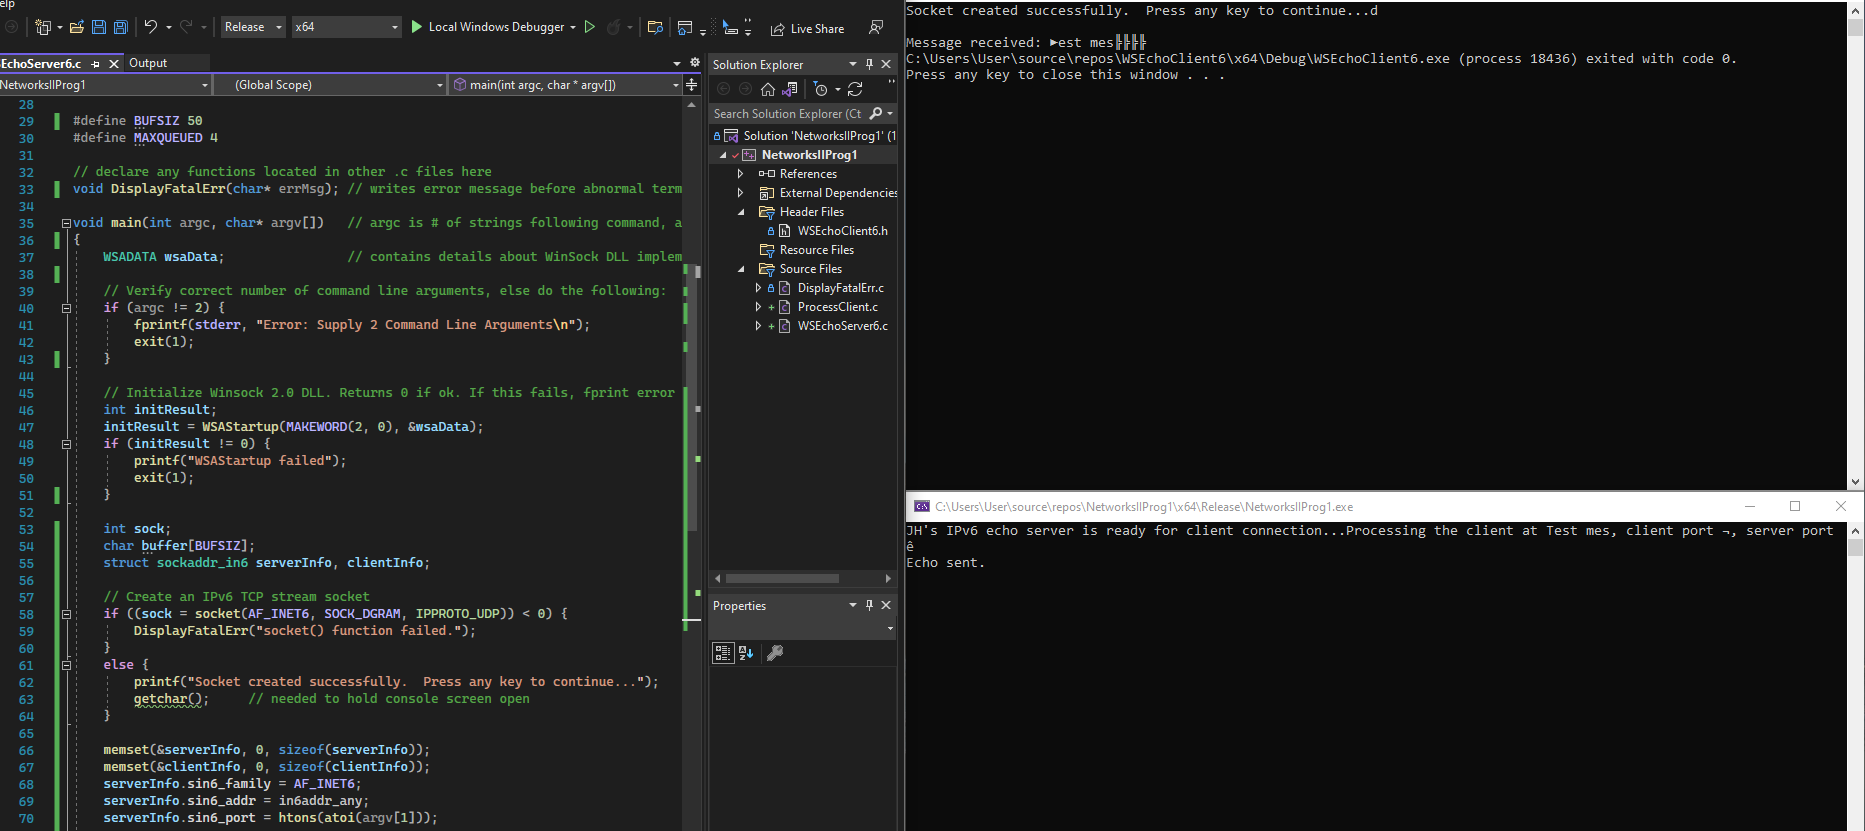 elp
Release x64 Local Windows Debugger Live Share
EchoServer6.c Output
NetworksIIProg1 (Global Scope) main(int argc, char * argv[])
28
29 #define BUFSIZ 50
30 #define MAXQUEUED 4
31
32 // declare any functions located in other .c files here
33 void DisplayFatalErr(char* errMsg); // writes error message before abnormal term
34
35 void main(int argc, char* argv[]) // argc is # of strings following command, a
36 {
37 WSADATA wsaData; // contains details about WinSock DLL implem
38
39 // Verify correct number of command line arguments, else do the following:
40 if (argc != 2) {
41 fprintf(stderr, "Error: Supply 2 Command Line Arguments\n");
42 exit(1);
43 }
44
45 // Initialize Winsock 2.0 DLL. Returns 0 if ok. If this fails, fprint error
46 int initResult;
47 initResult = WSAStartup(MAKEWORD(2, 0), &wsaData);
48 if (initResult != 0) {
49 printf("WSAStartup failed");
50 exit(1);
51 }
52
53 int sock;
54 char buffer[BUFSIZ];
55 struct sockaddr_in6 serverInfo, clientInfo;
56
57 // Create an IPv6 TCP stream socket
58 if ((sock = socket(AF_INET6, SOCK_DGRAM, IPPROTO_UDP)) < 0) {
59 DisplayFatalErr("socket() function failed.");
60 }
61 else {
62 printf("Socket created successfully.  Press any key to continue...");
63 getchar(); // needed to hold console screen open
64 }
65
66 memset(&serverInfo, 0, sizeof(serverInfo));
67 memset(&clientInfo, 0, sizeof(clientInfo));
68 serverInfo.sin6_family = AF_INET6;
69 serverInfo.sin6_addr = in6addr_any;
70 serverInfo.sin6_port = htons(atoi(argv[1]));
Solution Explorer
Search Solution Explorer (Ct
Solution 'NetworksIIProg1' (1
NetworksIIProg1
References
External Dependencies
Header Files
WSEchoClient6.h
Resource Files
Source Files
DisplayFatalErr.c
ProcessClient.c
WSEchoServer6.c
Properties
Socket created successfully.  Press any key to continue...d
Message received: ►est mes╠╠╠╠
C:\Users\User\source\repos\WSEchoClient6\x64\Debug\WSEchoClient6.exe (process 18436) exited with code 0.
Press any key to close this window . . .
C:\Users\User\source\repos\NetworksIIProg1\x64\Release\NetworksIIProg1.exe
JH's IPv6 echo server is ready for client connection...Processing the client at Test mes, client port ¬, server port
ê
Echo sent.